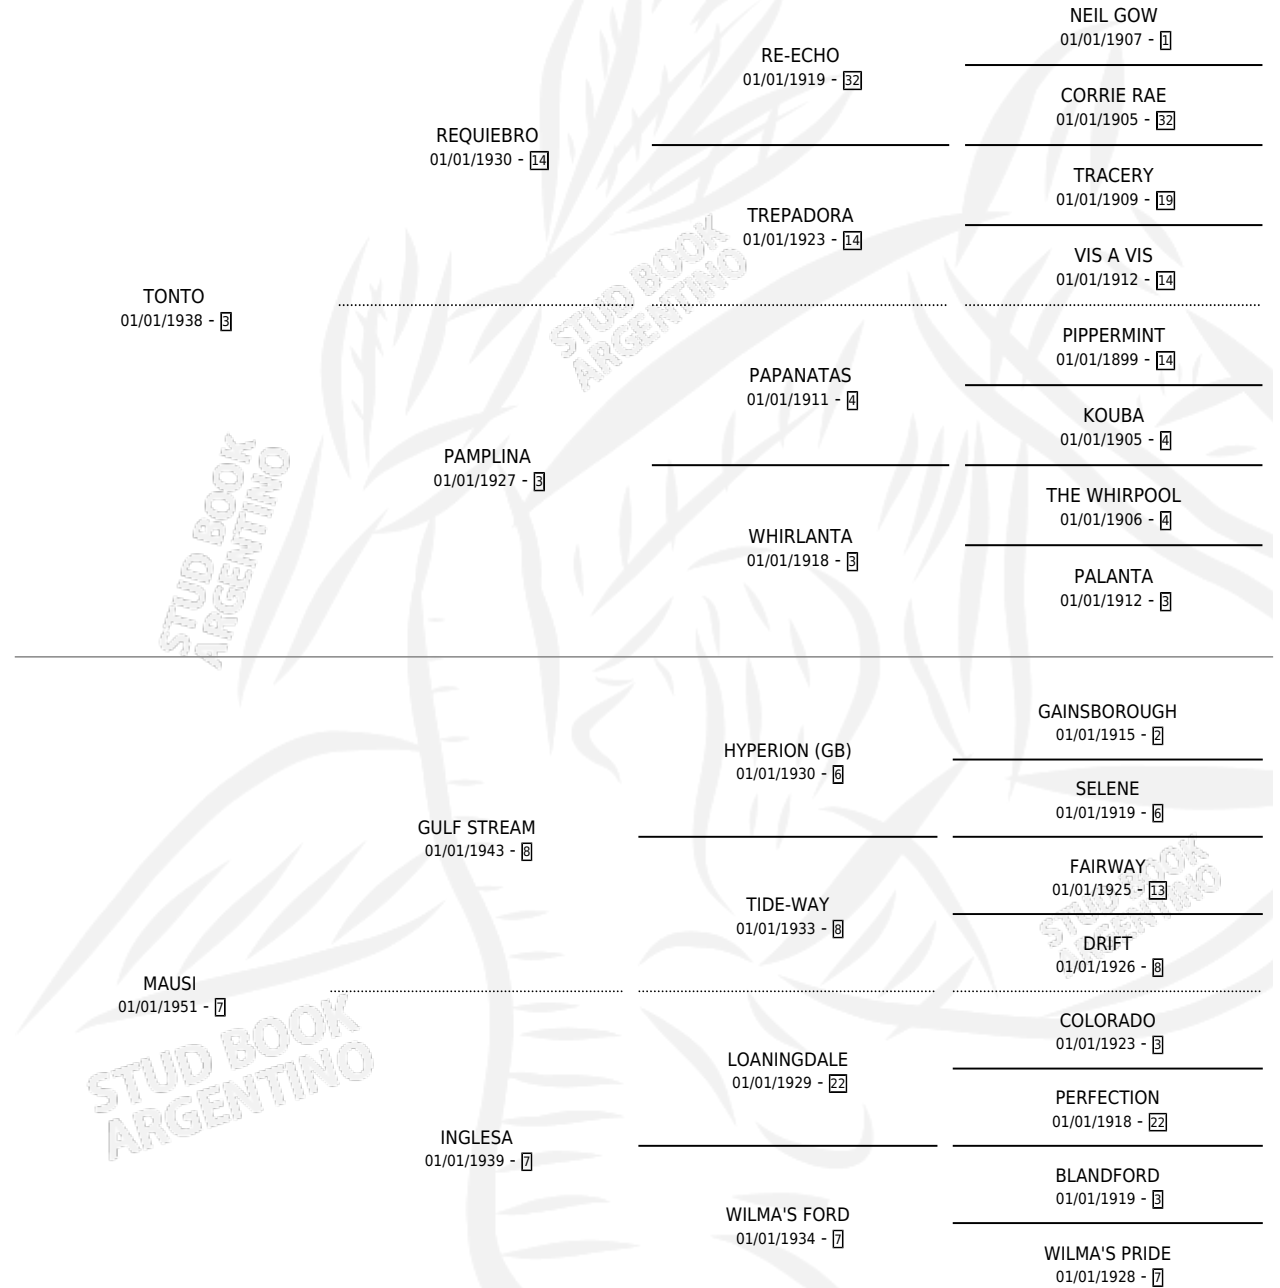 NEIL GOW
01/01/1907 - 1
RE-ECHO
01/01/1919 - 32
CORRIE RAE
01/01/1905 - 32
REQUIEBRO
01/01/1930 - 14
TRACERY
01/01/1909 - 19
TREPADORA
01/01/1923 - 14
VIS A VIS
01/01/1912 - 14
TONTO
01/01/1938 - 3
STUD BOOK
ARGENTINO
PIPPERMINT
01/01/1899 - 14
PAPANATAS
01/01/1911 - 4
KOUBA
01/01/1905 - 4
PAMPLINA
01/01/1927 - 3
THE WHIRPOOL
01/01/1906 - 4
WHIRLANTA
01/01/1918 - 3
PALANTA
01/01/1912 - 3
STUD BOOK
ARGENTINO
GAINSBOROUGH
01/01/1915 - 2
HYPERION (GB)
01/01/1930 - 6
SELENE
01/01/1919 - 6
GULF STREAM
01/01/1943 - 8
FAIRWAY
01/01/1925 - 13
TIDE-WAY
01/01/1933 - 8
DRIFT
01/01/1926 - 8
STUD BOOK
ARGENTINO
MAUSI
01/01/1951 - 7
COLORADO
01/01/1923 - 3
LOANINGDALE
01/01/1929 - 22
PERFECTION
01/01/1918 - 22
STUD BOOK
ARGENTINO
INGLESA
01/01/1939 - 7
BLANDFORD
01/01/1919 - 3
WILMA'S FORD
01/01/1934 - 7
WILMA'S PRIDE
01/01/1928 - 7